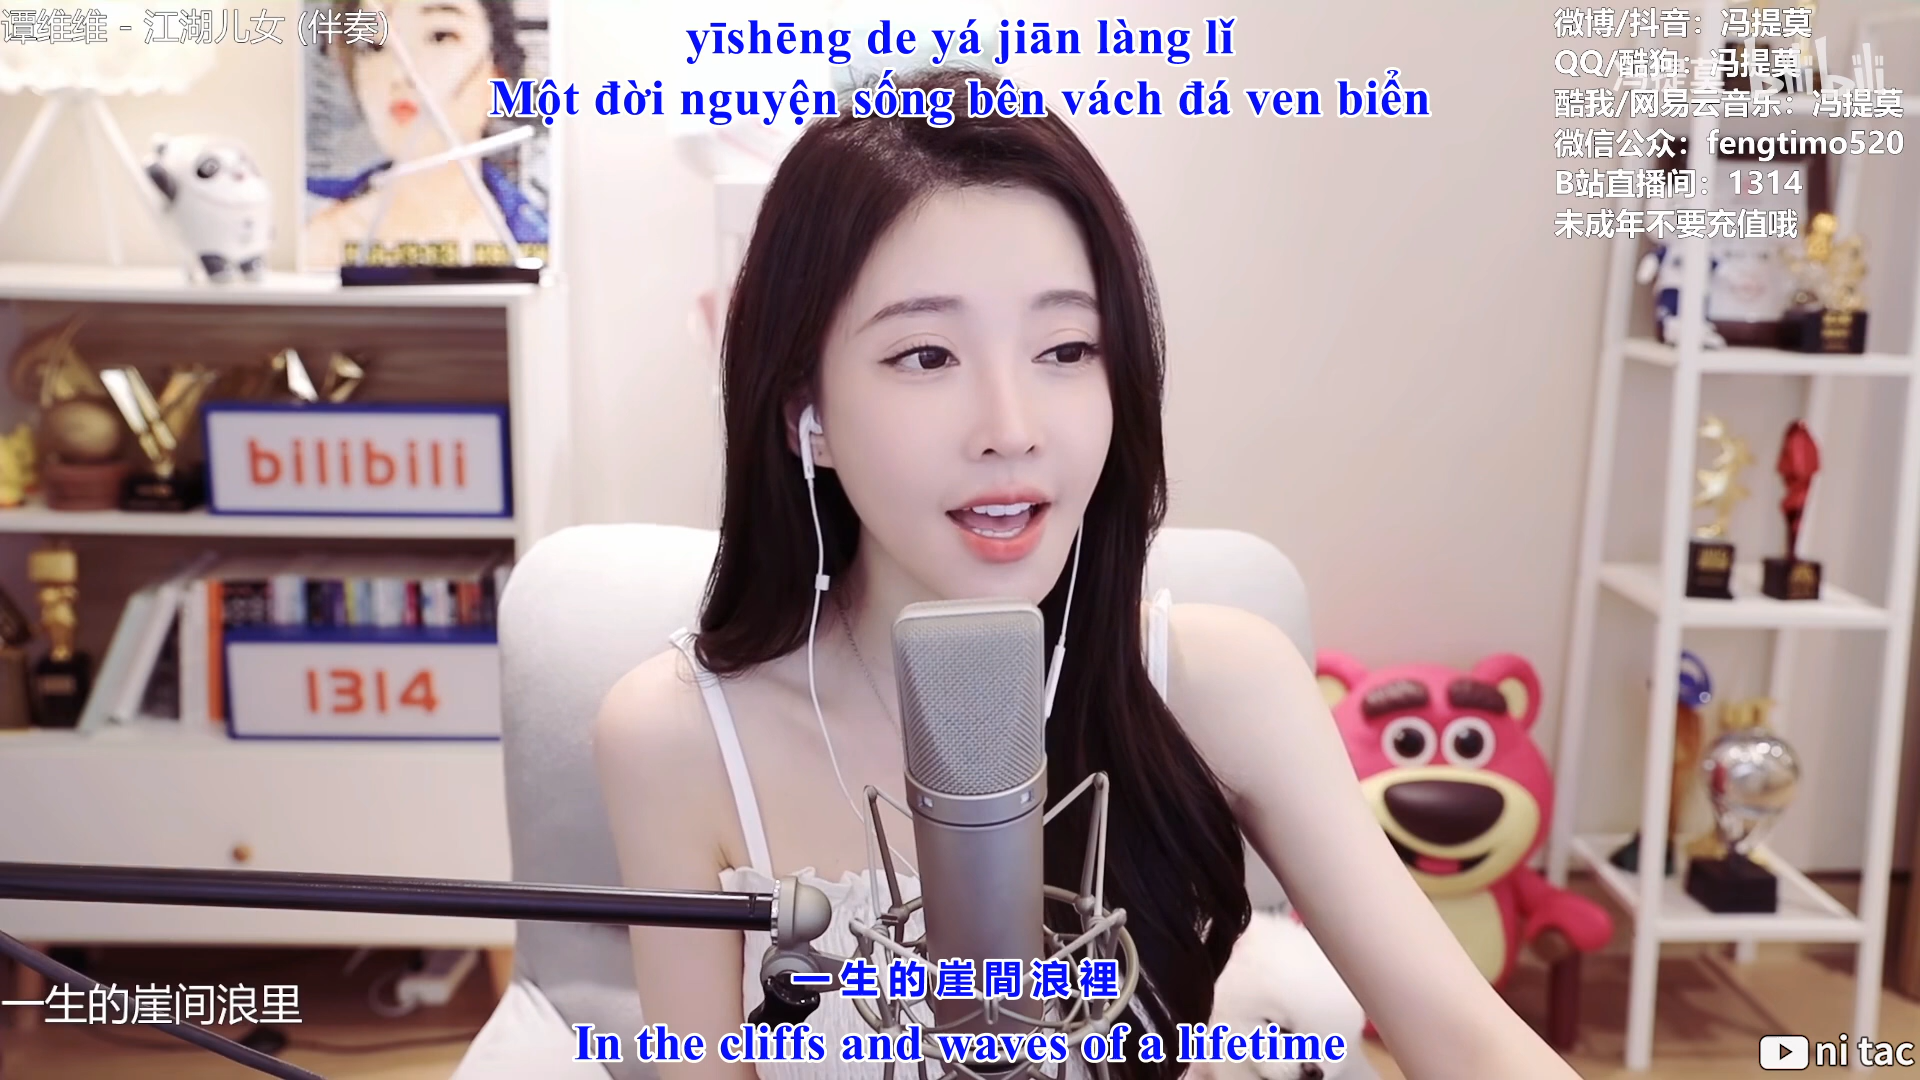 谭维维 - 江湖儿女 (伴奏)
yīshēng de yá jiān làng lǐ
Một đời nguyện sống bên vách đá ven biển
微博/抖音：冯提莫
QQ/酷狗：冯提莫
酷我/网易云音乐：冯提莫
微信公众：fengtimo520
B站直播间：1314
未成年不要充值哦
bilibili
bilibili
1314
一生的崖間浪裡
一生的崖间浪里
In the cliffs and waves of a lifetime
ni tac